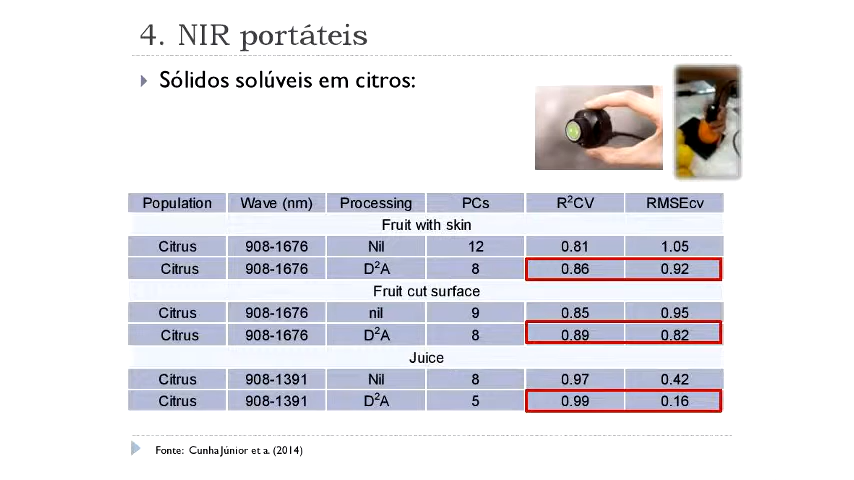 4. NIR portáteis
Sólidos solúveis em citros:
Population Wave (nm) Processing PCs R²CV RMSEcv
Fruit with skin
Citrus 908-1676 Nil 12 0.81 1.05
Citrus 908-1676 D²A 8 0.86 0.92
Fruit cut surface
Citrus 908-1676 nil 9 0.85 0.95
Citrus 908-1676 D²A 8 0.89 0.82
Juice
Citrus 908-1391 Nil 8 0.97 0.42
Citrus 908-1391 D²A 5 0.99 0.16
Fonte: Cunha Júnior et a. (2014)